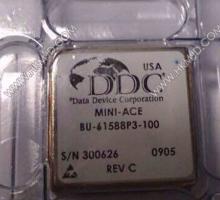 DDC
USA
Data Device Corporation
MINI-ACE
BU-61588P3-100
S/N 300626 0905
REV C